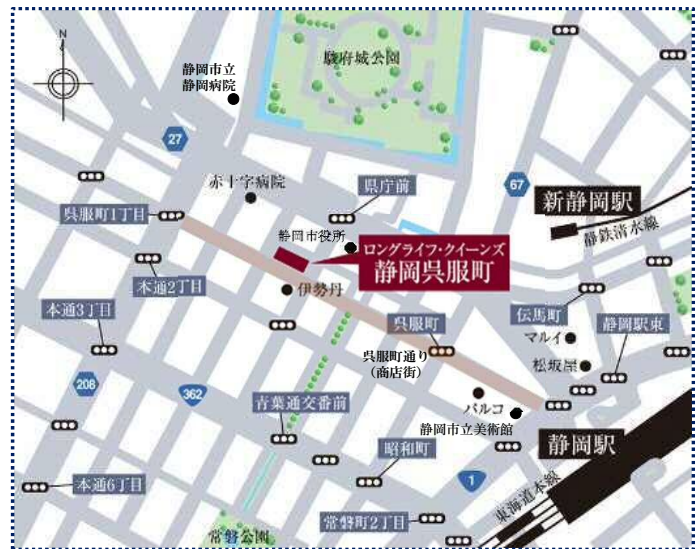 N
静岡市立
静岡病院
駿府城公園
27
赤十字病院
県庁前
67
新静岡駅
静鉄清水線
呉服町1丁目
静岡市役所
ロングライフ・クイーンズ
静岡呉服町
本通2丁目
伊勢丹
伝馬町
本通3丁目
呉服町
マルイ
静岡駅東
呉服町通り
(商店街)
松坂屋
208
362
青葉通交番前
パルコ
静岡市立美術館
昭和町
静岡駅
1
本通6丁目
東海道本線
常磐町2丁目
常磐公園